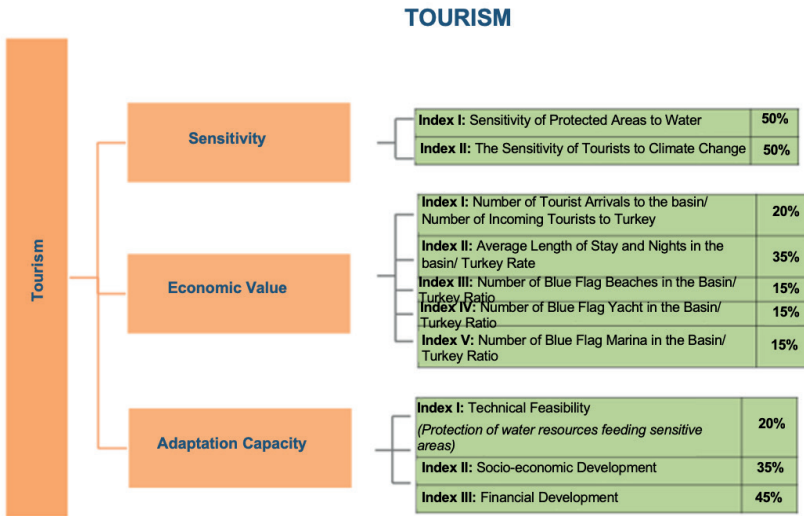 TOURISM
Tourism
Sensitivity
Index I: Sensitivity of Protected Areas to Water
50%
Index II: The Sensitivity of Tourists to Climate Change
50%
Economic Value
Index I: Number of Tourist Arrivals to the basin/
Number of Incoming Tourists to Turkey
20%
Index II: Average Length of Stay and Nights in the
basin/ Turkey Rate
35%
Index III: Number of Blue Flag Beaches in the Basin/
Turkey Ratio
15%
Index IV: Number of Blue Flag Yacht in the Basin/
Turkey Ratio
15%
Index V: Number of Blue Flag Marina in the Basin/
Turkey Ratio
15%
Adaptation Capacity
Index I: Technical Feasibility
(Protection of water resources feeding sensitive
areas)
20%
Index II: Socio-economic Development
35%
Index III: Financial Development
45%